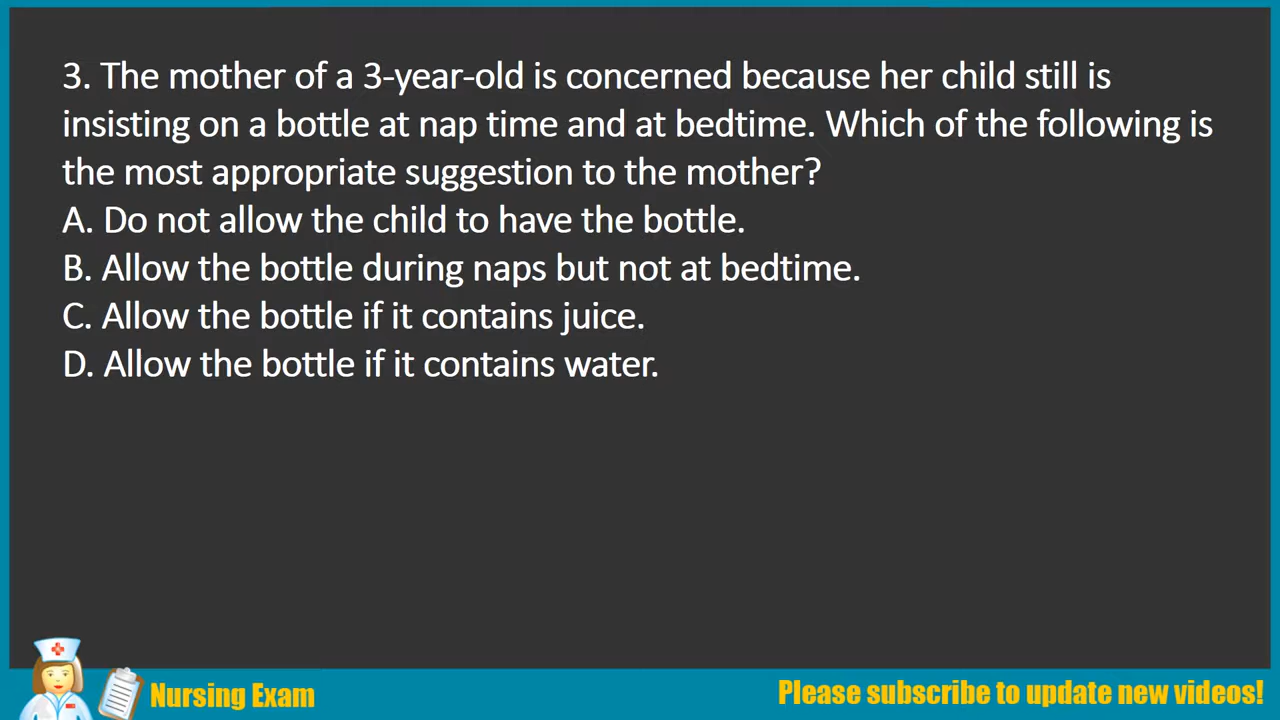 3. The mother of a 3-year-old is concerned because her child still is
insisting on a bottle at nap time and at bedtime. Which of the following is
the most appropriate suggestion to the mother?
A. Do not allow the child to have the bottle.
B. Allow the bottle during naps but not at bedtime.
C. Allow the bottle if it contains juice.
D. Allow the bottle if it contains water.
Nursing Exam
Please subscribe to update new videos!